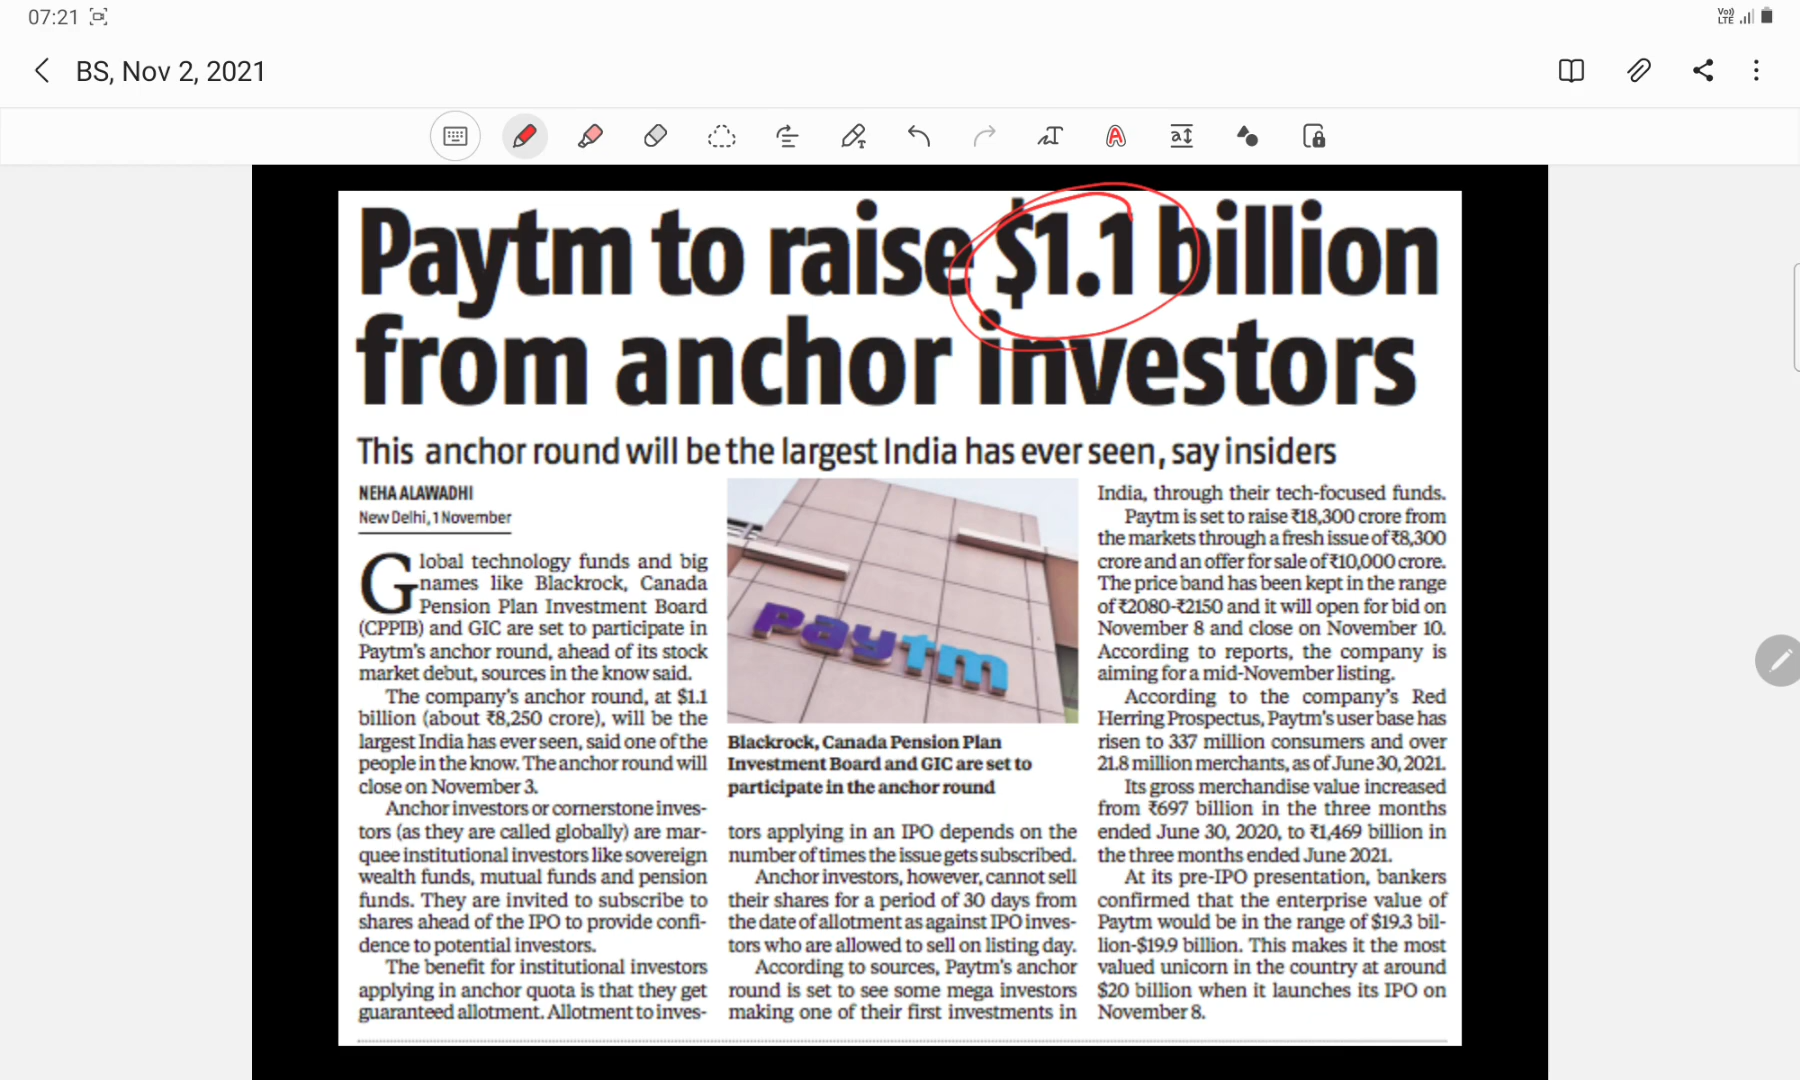 07:21
Vo))
LTE
BS, Nov 2, 2021
Paytm to raise $1.1 billion
from anchor investors
This anchor round will be the largest India has ever seen, say insiders
NEHA ALAWADHI
New Delhi, 1 November
Global technology funds and big
names like Blackrock, Canada
Pension Plan Investment Board
(CPPIB) and GIC are set to participate in
Paytm's anchor round, ahead of its stock
market debut, sources in the know said.
The company's anchor round, at $1.1
billion (about ₹8,250 crore), will be the
largest India has ever seen, said one of the
people in the know. The anchor round will
close on November 3.
Anchor investors or cornerstone inves-
tors (as they are called globally) are mar-
quee institutional investors like sovereign
wealth funds, mutual funds and pension
funds. They are invited to subscribe to
shares ahead of the IPO to provide confi-
dence to potential investors.
The benefit for institutional investors
applying in anchor quota is that they get
guaranteed allotment. Allotment to inves-
paytm
Blackrock, Canada Pension Plan
Investment Board and GIC are set to
participate in the anchor round
tors applying in an IPO depends on the
number of times the issue gets subscribed.
Anchor investors, however, cannot sell
their shares for a period of 30 days from
the date of allotment as against IPO inves-
tors who are allowed to sell on listing day.
According to sources, Paytm's anchor
round is set to see some mega investors
making one of their first investments in
India, through their tech-focused funds.
Paytm is set to raise ₹18,300 crore from
the markets through a fresh issue of ₹8,300
crore and an offer for sale of ₹10,000 crore.
The price band has been kept in the range
of ₹2080-₹2150 and it will open for bid on
November 8 and close on November 10.
According to reports, the company is
aiming for a mid-November listing.
According to the company's Red
Herring Prospectus, Paytm's user base has
risen to 337 million consumers and over
21.8 million merchants, as of June 30, 2021.
Its gross merchandise value increased
from ₹697 billion in the three months
ended June 30, 2020, to ₹1,469 billion in
the three months ended June 2021.
At its pre-IPO presentation, bankers
confirmed that the enterprise value of
Paytm would be in the range of $19.3 bil-
lion-$19.9 billion. This makes it the most
valued unicorn in the country at around
$20 billion when it launches its IPO on
November 8.